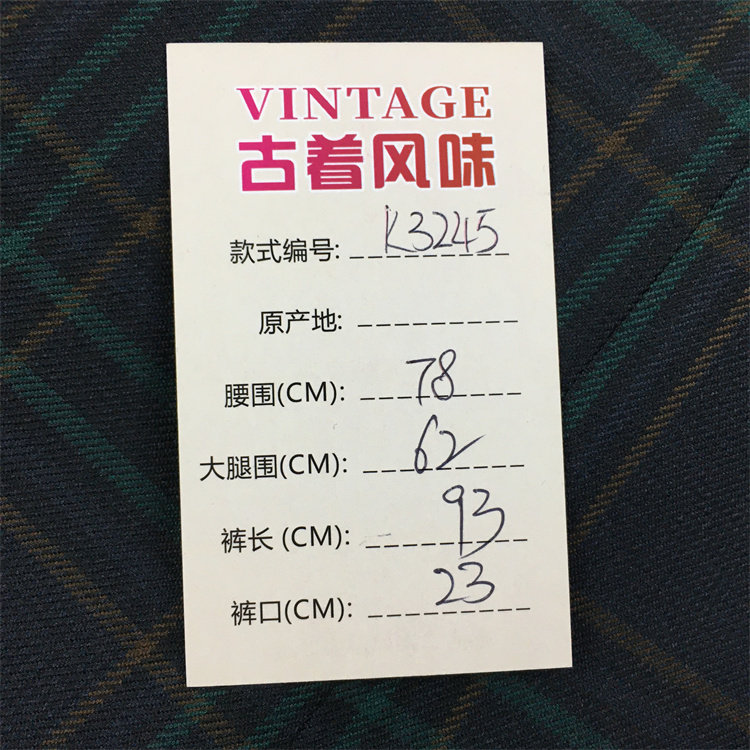 VINTAGE
古着风味
款式编号: K3245
原产地:
腰围(CM): 78
大腿围(CM): 62
裤长 (CM): 93
裤口(CM): 23